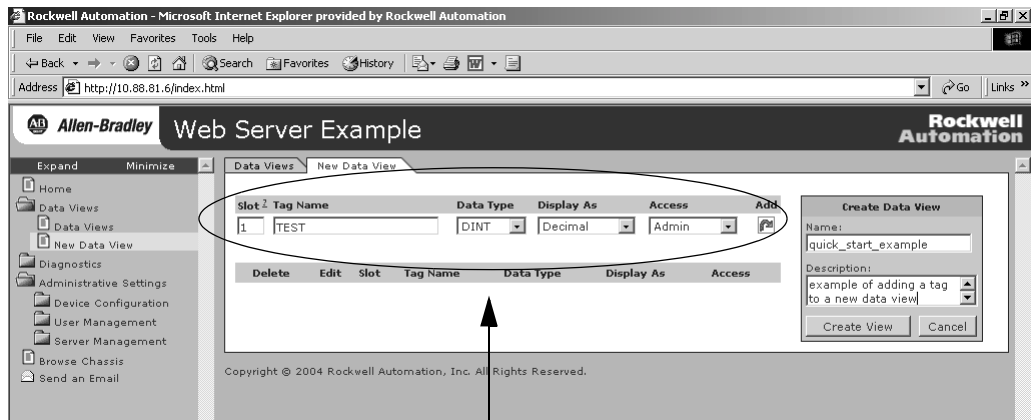 Rockwell Automation - Microsoft Internet Explorer provided by Rockwell Automation
File Edit View Favorites Tools Help
Back Search Favorites History
Address http://10.88.81.6/index.html Go Links »
AB Allen-Bradley Web Server Example Rockwell Automation
Expand Minimize
Home
Data Views
Data Views
New Data View
Diagnostics
Administrative Settings
Device Configuration
User Management
Server Management
Browse Chassis
Send an Email
Data Views New Data View
Slot ? Tag Name Data Type Display As Access Add
1 TEST DINT Decimal Admin
Delete Edit Slot Tag Name Data Type Display As Access
Create Data View
Name:
quick_start_example
Description:
example of adding a tag
to a new data view
Create View Cancel
Copyright © 2004 Rockwell Automation, Inc. All Rights Reserved.